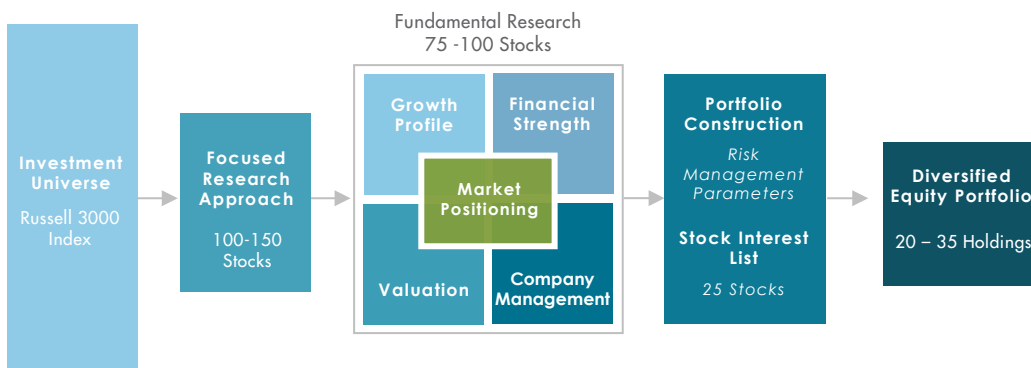 Fundamental Research
75 -100 Stocks
Investment
Universe
Russell 3000
Index
Focused
Research
Approach
100-150
Stocks
Growth
Profile
Financial
Strength
Market
Positioning
Valuation
Company
Management
Portfolio
Construction
Risk
Management
Parameters
Stock Interest
List
25 Stocks
Diversified
Equity Portfolio
20 – 35 Holdings